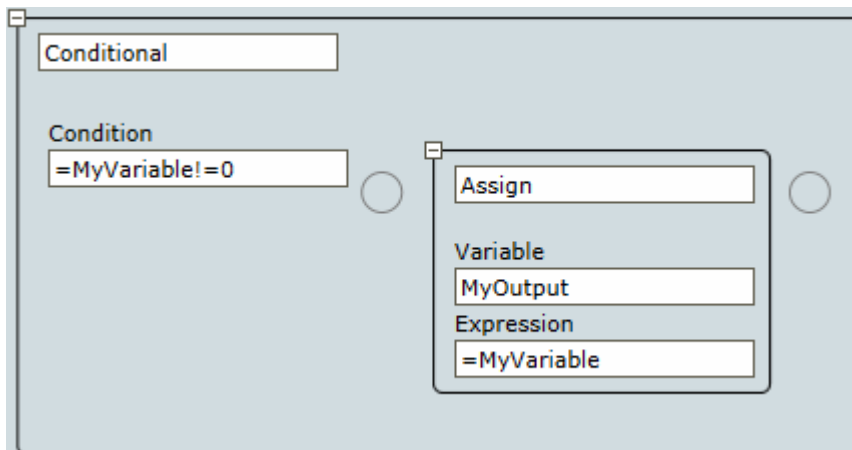 Conditional
Condition
=MyVariable!=0
Assign
Variable
MyOutput
Expression
=MyVariable